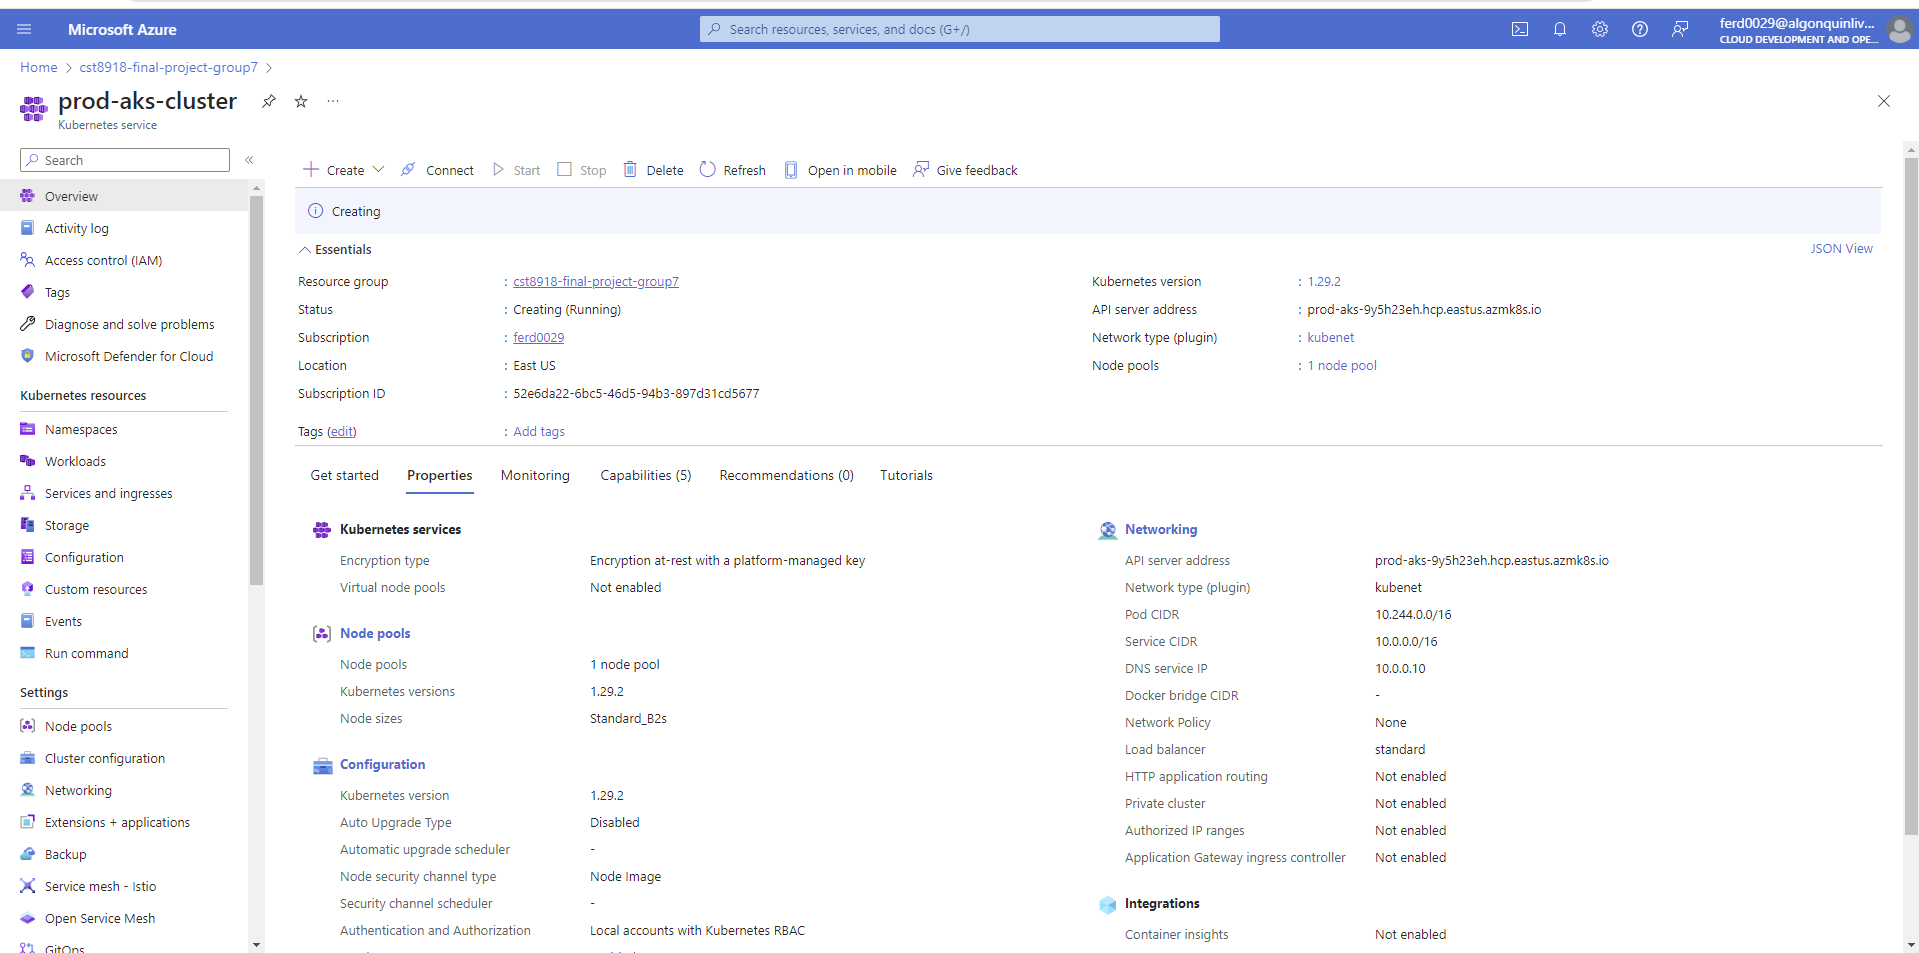 Microsoft Azure
Search resources, services, and docs (G+/)
ferd0029@algonquinliv...
CLOUD DEVELOPMENT AND OPE...
Home > cst8918-final-project-group7 >
prod-aks-cluster
Kubernetes service
Search
Overview
Activity log
Access control (IAM)
Tags
Diagnose and solve problems
Microsoft Defender for Cloud
Kubernetes resources
Namespaces
Workloads
Services and ingresses
Storage
Configuration
Custom resources
Events
Run command
Settings
Node pools
Cluster configuration
Networking
Extensions + applications
Backup
Service mesh - Istio
Open Service Mesh
GitOps
Create Connect Start Stop Delete Refresh Open in mobile Give feedback
Creating
Essentials
JSON View
Resource group : cst8918-final-project-group7
Status : Creating (Running)
Subscription : ferd0029
Location : East US
Subscription ID : 52e6da22-6bc5-46d5-94b3-897d31cd5677
Kubernetes version : 1.29.2
API server address : prod-aks-9y5h23eh.hcp.eastus.azmk8s.io
Network type (plugin) : kubenet
Node pools : 1 node pool
Tags (edit) : Add tags
Get started Properties Monitoring Capabilities (5) Recommendations (0) Tutorials
Kubernetes services
Encryption type Encryption at-rest with a platform-managed key
Virtual node pools Not enabled
Node pools
Node pools 1 node pool
Kubernetes versions 1.29.2
Node sizes Standard_B2s
Configuration
Kubernetes version 1.29.2
Auto Upgrade Type Disabled
Automatic upgrade scheduler -
Node security channel type Node Image
Security channel scheduler -
Authentication and Authorization Local accounts with Kubernetes RBAC
Networking
API server address prod-aks-9y5h23eh.hcp.eastus.azmk8s.io
Network type (plugin) kubenet
Pod CIDR 10.244.0.0/16
Service CIDR 10.0.0.0/16
DNS service IP 10.0.0.10
Docker bridge CIDR -
Network Policy None
Load balancer standard
HTTP application routing Not enabled
Private cluster Not enabled
Authorized IP ranges Not enabled
Application Gateway ingress controller Not enabled
Integrations
Container insights Not enabled